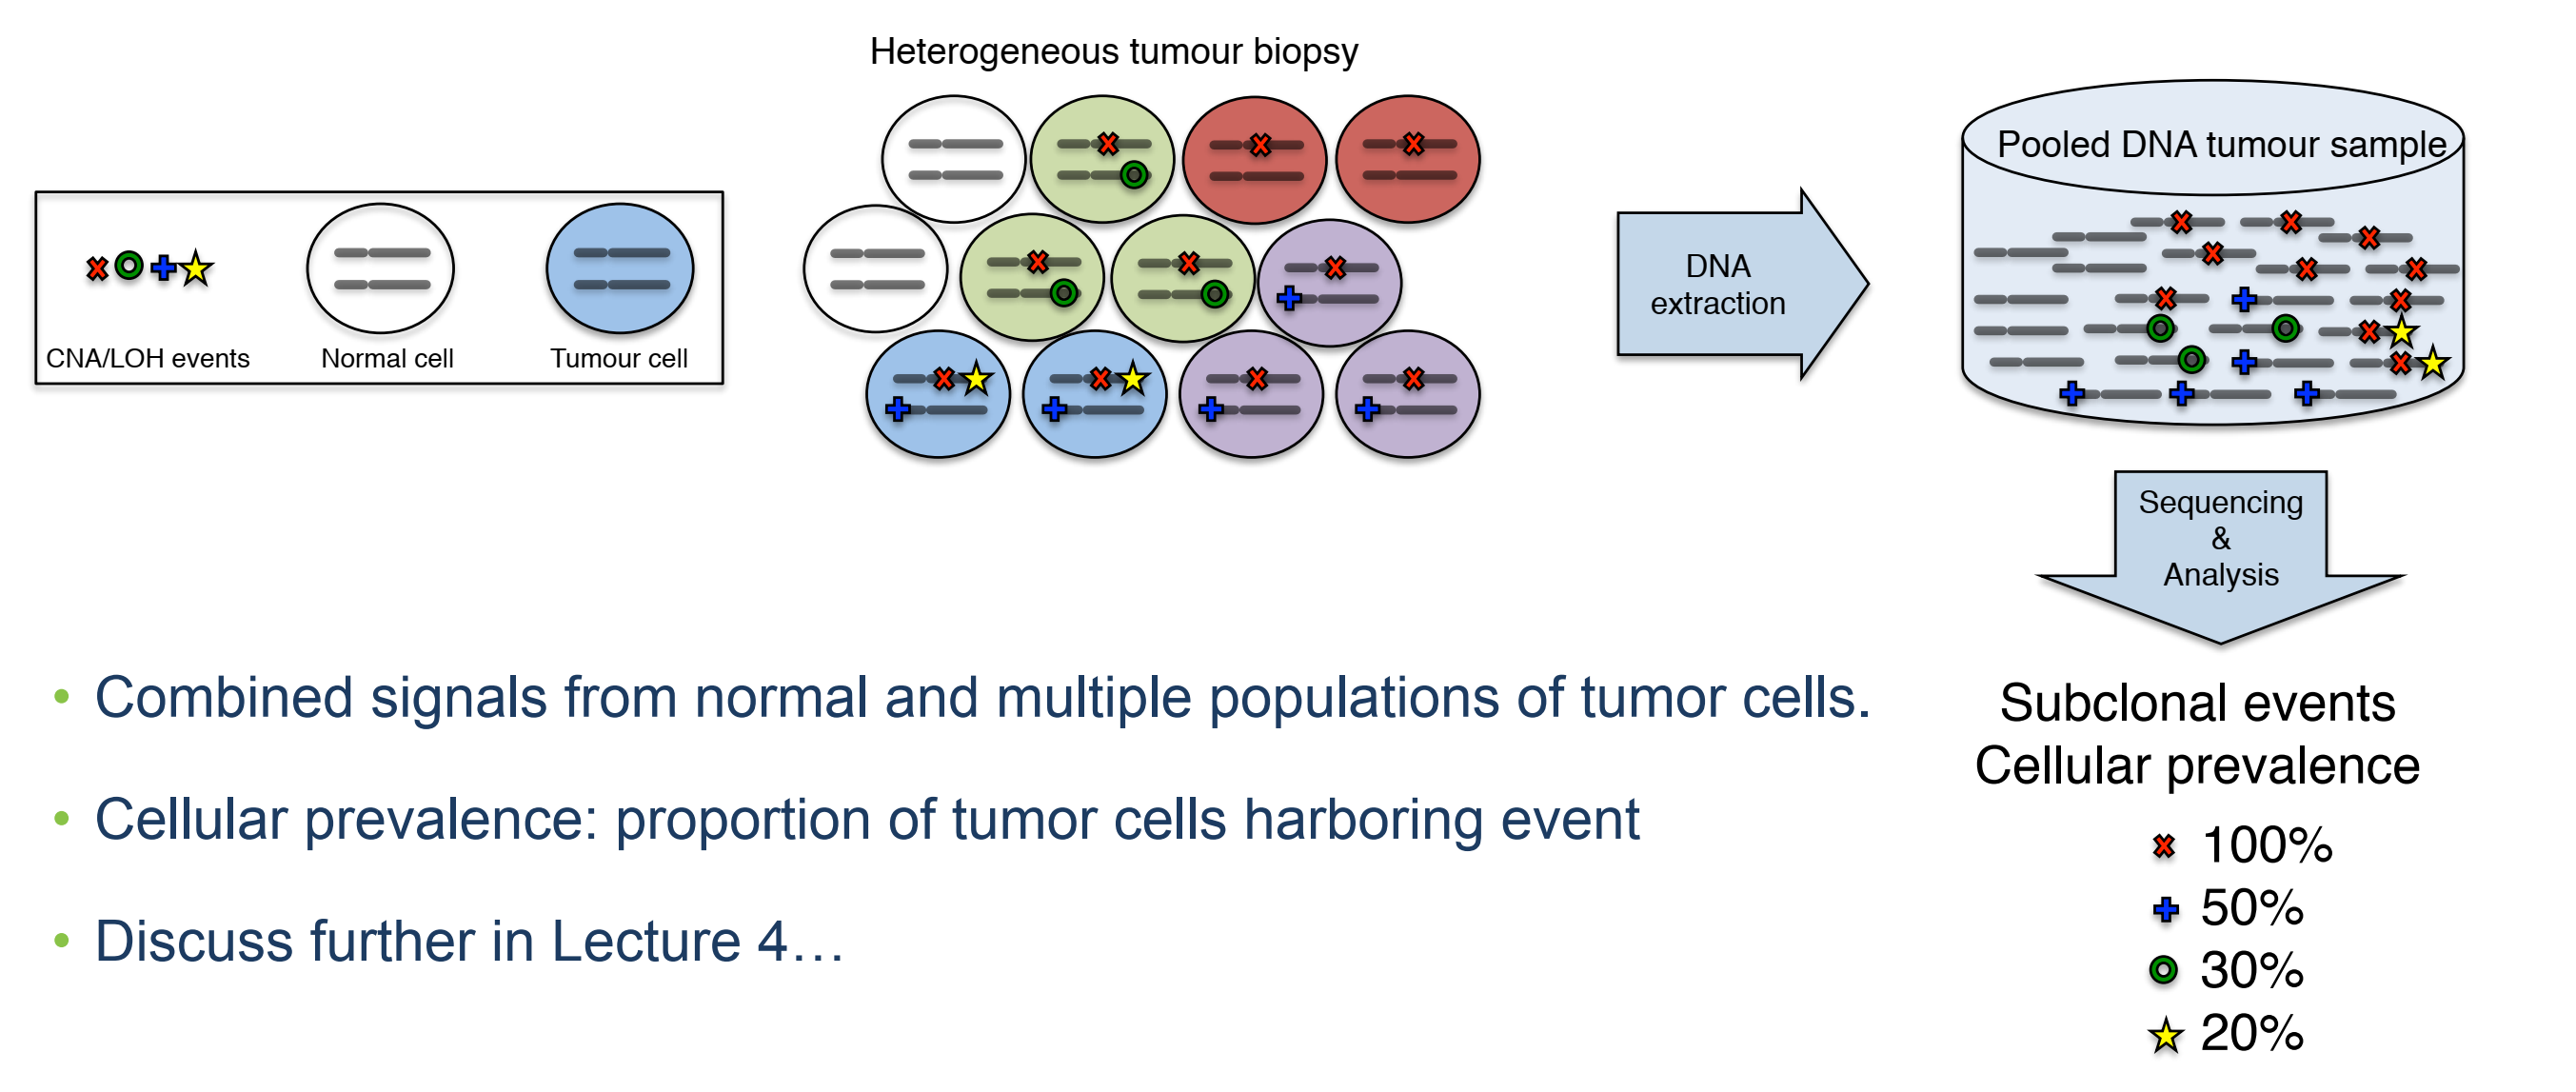 Heterogeneous tumour biopsy
CNA/LOH events
Normal cell
Tumour cell
DNA
extraction
Pooled DNA tumour sample
Sequencing
&
Analysis
• Combined signals from normal and multiple populations of tumor cells.
• Cellular prevalence: proportion of tumor cells harboring event
• Discuss further in Lecture 4…
Subclonal events
Cellular prevalence
100%
50%
30%
20%